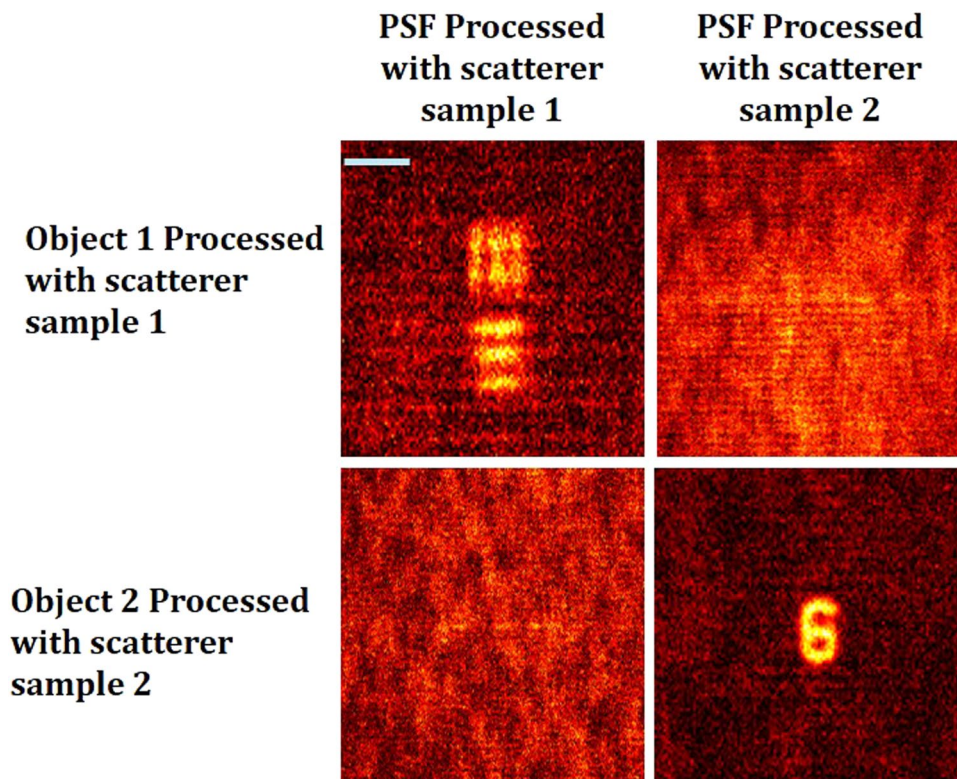 PSF Processed
with scatterer
sample 1
PSF Processed
with scatterer
sample 2
Object 1 Processed
with scatterer
sample 1
Object 2 Processed
with scatterer
sample 2
6